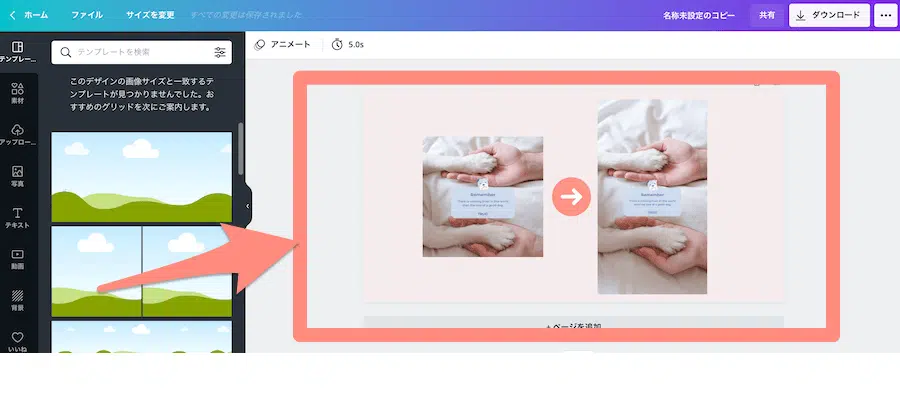 ホーム
ファイル
サイズを変更
すべての変更は保存されました
名称未設定のコピー
共有
ダウンロード
テンプレー...
テンプレートを検索
アニメート
5.0s
このデザインの画像サイズと一致するテ
ンプレートが見つかりませんでした。お
すすめのグリッドを次にご案内します。
素材
アップロー...
写真
テキスト
動画
背景
いいね
+ ページを追加